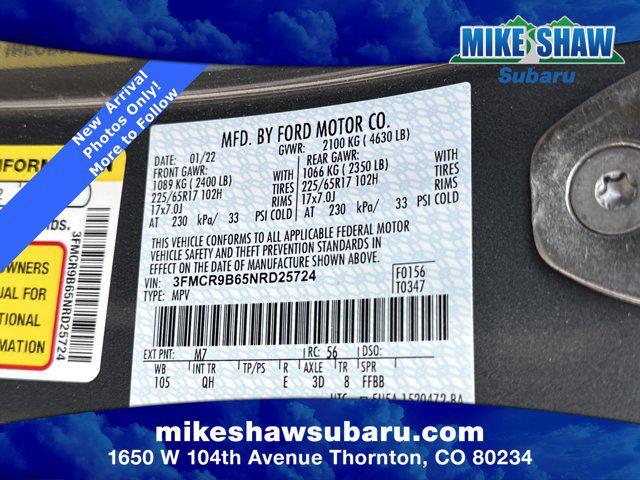 MIKE SHAW
Subaru
New Arrival
Photos Only!
More to Follow
MFD. BY FORD MOTOR CO.
01/22
GVWR: 2100 KG ( 4630 LB)
FRONT GAWR:
1089 KG ( 2400 LB) WITH
225/65R17 102H TIRES
17x7.0J RIMS
AT 230 kPa/ 33 PSI COLD
REAR GAWR:
1066 KG ( 2350 LB) WITH
225/65R17 102H TIRES
17x7.0J RIMS
AT 230 kPa/ 33 PSI COLD
THIS VEHICLE CONFORMS TO ALL APPLICABLE FEDERAL MOTOR
VEHICLE SAFETY AND THEFT PREVENTION STANDARDS IN
EFFECT ON THE DATE OF MANUFACTURE SHOWN ABOVE.
VIN: 3FMCR9B65NRD25724
TYPE: MPV
F0156
T0347
EXT PNT: M7 RC: 56 DSO:
WB INT TR TP/PS R AXLE TR SPR
105 QH E 3D 8 FFBB
3FMCR9B65NRD25724
OWNERS
UAL FOR
TIONAL
MATION
mikeshawsubaru.com
1650 W 104th Avenue Thornton, CO 80234